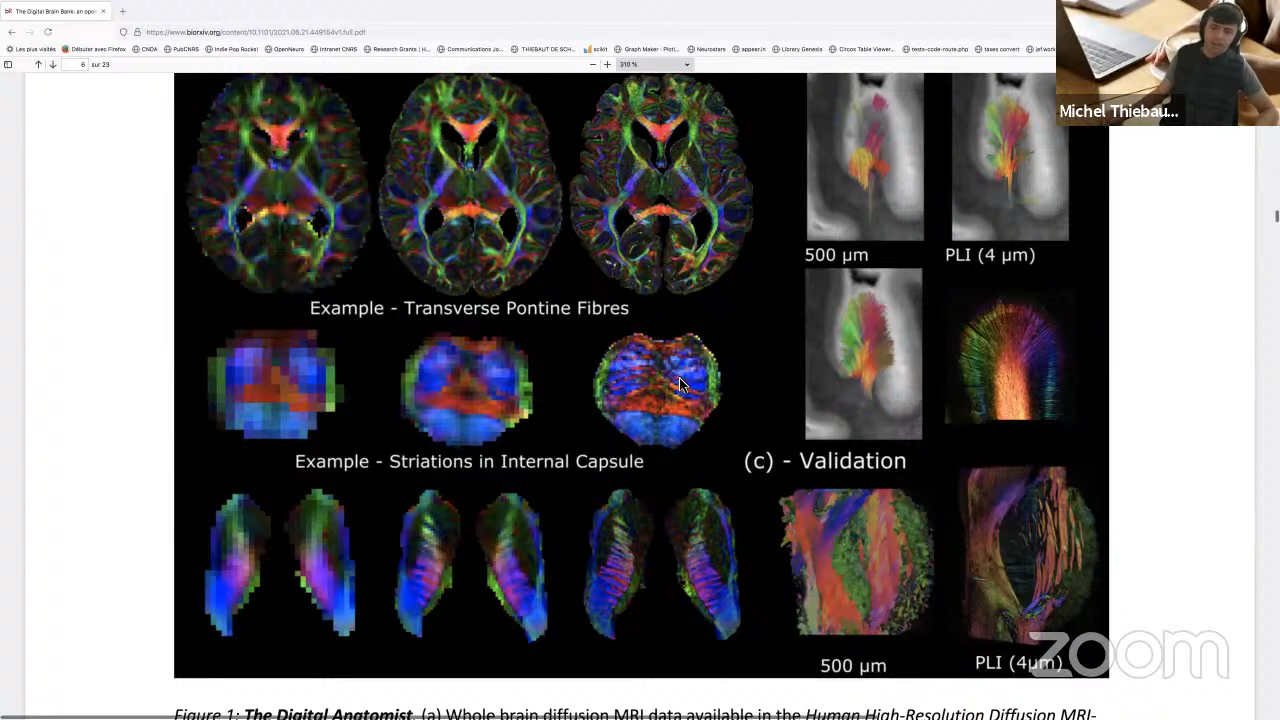 The Digital Brain Bank: an ope
https://www.biorxiv.org/content/10.1101/2021.06.21.449154v1.full.pdf
Les plus visités Débuter avec Firefox CNDA PubCNRS Indie Pop Rocks! OpenNeuro Intranet CNRS Research Grants | H... Communications Jo... THIEBAUT DE SCH... scikit Graph Maker · Plotl... Neurostars appear.in Library Genesis Circos Table Viewer... tests-code-route.php taxes convert jef.work
6 sur 23 310 %
Michel Thiebau...
500 µm PLI (4 µm)
Example - Transverse Pontine Fibres
Example - Striations in Internal Capsule
(c) - Validation
500 µm PLI (4µm)
zoom
Figure 1: The Digital Anatomist. (a) Whole brain diffusion MRI data available in the Human High-Resolution Diffusion MRI-